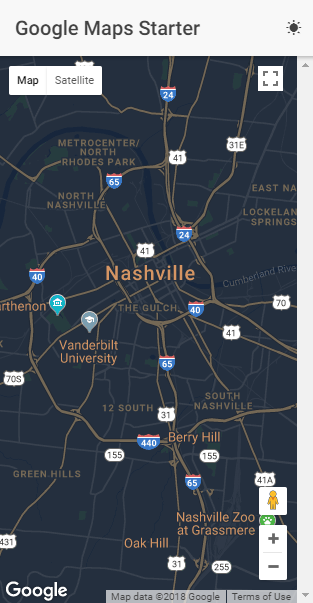 Google Maps Starter
Map
Satellite
24
METROCENTER/
NORTH
RHODES PARK
41
31E
65
NORTH
NASHVILLE
EAST NA
LOCKELAN
SPRINGS
24
41
Nashville
40
Cumberland Rive
arthenon
THE GULCH
40
70
41
Vanderbilt
University
65
70S
SOUTH
NASHVILLE
12 SOUTH
31
Berry Hill
440
155
155
GREEN HILLS
65
41A
Nashville Zoo
at Grassmere
431
Oak Hill
31
255
Google
Map data ©2018 Google
Terms of Use